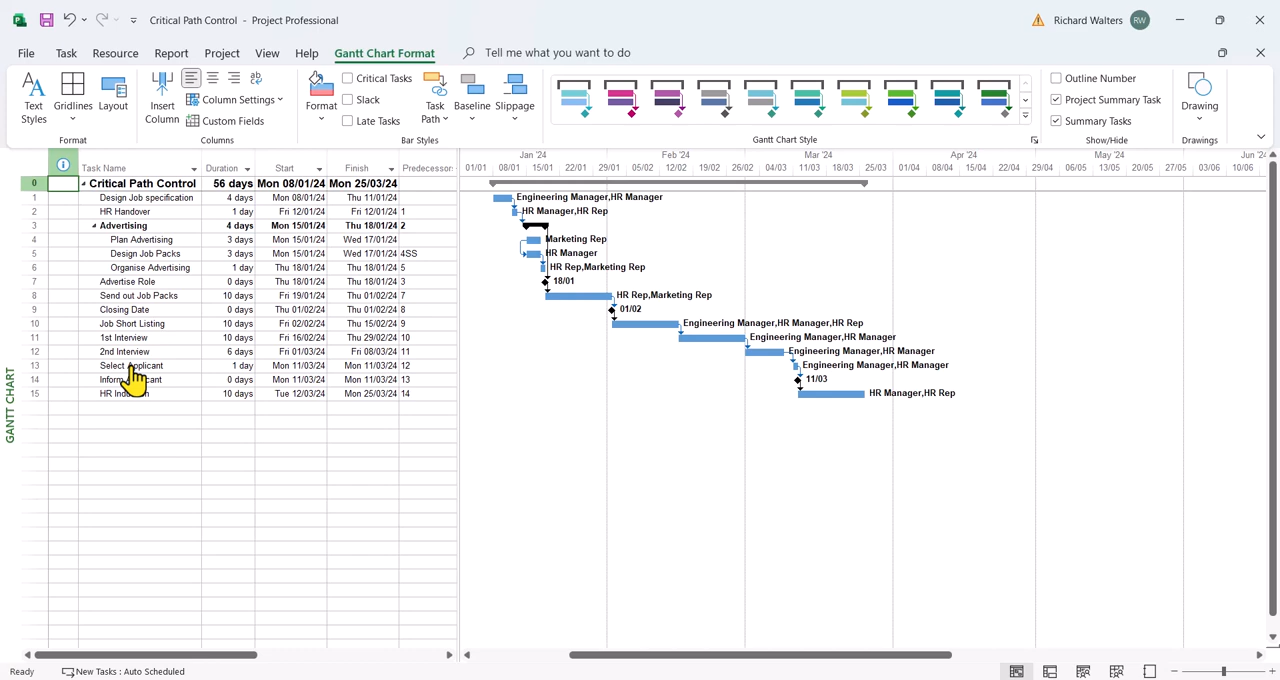 Critical Path Control - Project Professional
Richard Walters RW
File Task Resource Report Project View Help Gantt Chart Format Tell me what you want to do
Text Styles
Gridlines
Layout
Format
Insert Column
Column Settings
Custom Fields
Columns
Format
Critical Tasks
Slack
Late Tasks
Task Path
Baseline
Slippage
Bar Styles
Gantt Chart Style
Outline Number
Project Summary Task
Summary Tasks
Show/Hide
Drawing
Drawings
Task Name Duration Start Finish Predecessor
0 Critical Path Control 56 days Mon 08/01/24 Mon 25/03/24
1 Design Job specification 4 days Mon 08/01/24 Thu 11/01/24
2 HR Handover 1 day Fri 12/01/24 Fri 12/01/24 1
3 Advertising 4 days Mon 15/01/24 Thu 18/01/24 2
4 Plan Advertising 3 days Mon 15/01/24 Wed 17/01/24
5 Design Job Packs 3 days Mon 15/01/24 Wed 17/01/24 4SS
6 Organise Advertising 1 day Thu 18/01/24 Thu 18/01/24 5
7 Advertise Role 0 days Thu 18/01/24 Thu 18/01/24 3
8 Send out Job Packs 10 days Fri 19/01/24 Thu 01/02/24 7
9 Closing Date 0 days Thu 01/02/24 Thu 01/02/24 8
10 Job Short Listing 10 days Fri 02/02/24 Thu 15/02/24 9
11 1st Interview 10 days Fri 16/02/24 Thu 29/02/24 10
12 2nd Interview 6 days Fri 01/03/24 Fri 08/03/24 11
13 Select Applicant 1 day Mon 11/03/24 Mon 11/03/24 12
14 Inform 0 days Mon 11/03/24 Mon 11/03/24 13
15 HR 10 days Tue 12/03/24 Mon 25/03/24 14
Jan '24 Feb '24 Mar '24 Apr '24 May '24 Jun '24
01/01 08/01 15/01 22/01 29/01 05/02 12/02 19/02 26/02 04/03 11/03 18/03 25/03 01/04 08/04 15/04 22/04 29/04 06/05 13/05 20/05 27/05 03/06 10/06
Engineering Manager,HR Manager
HR Manager,HR Rep
Marketing Rep
HR Manager
HR Rep,Marketing Rep
18/01
HR Rep,Marketing Rep
01/02
Engineering Manager,HR Manager,HR Rep
Engineering Manager,HR Manager
Engineering Manager,HR Manager
Engineering Manager,HR Manager
11/03
HR Manager,HR Rep
GANTT CHART
Ready New Tasks : Auto Scheduled